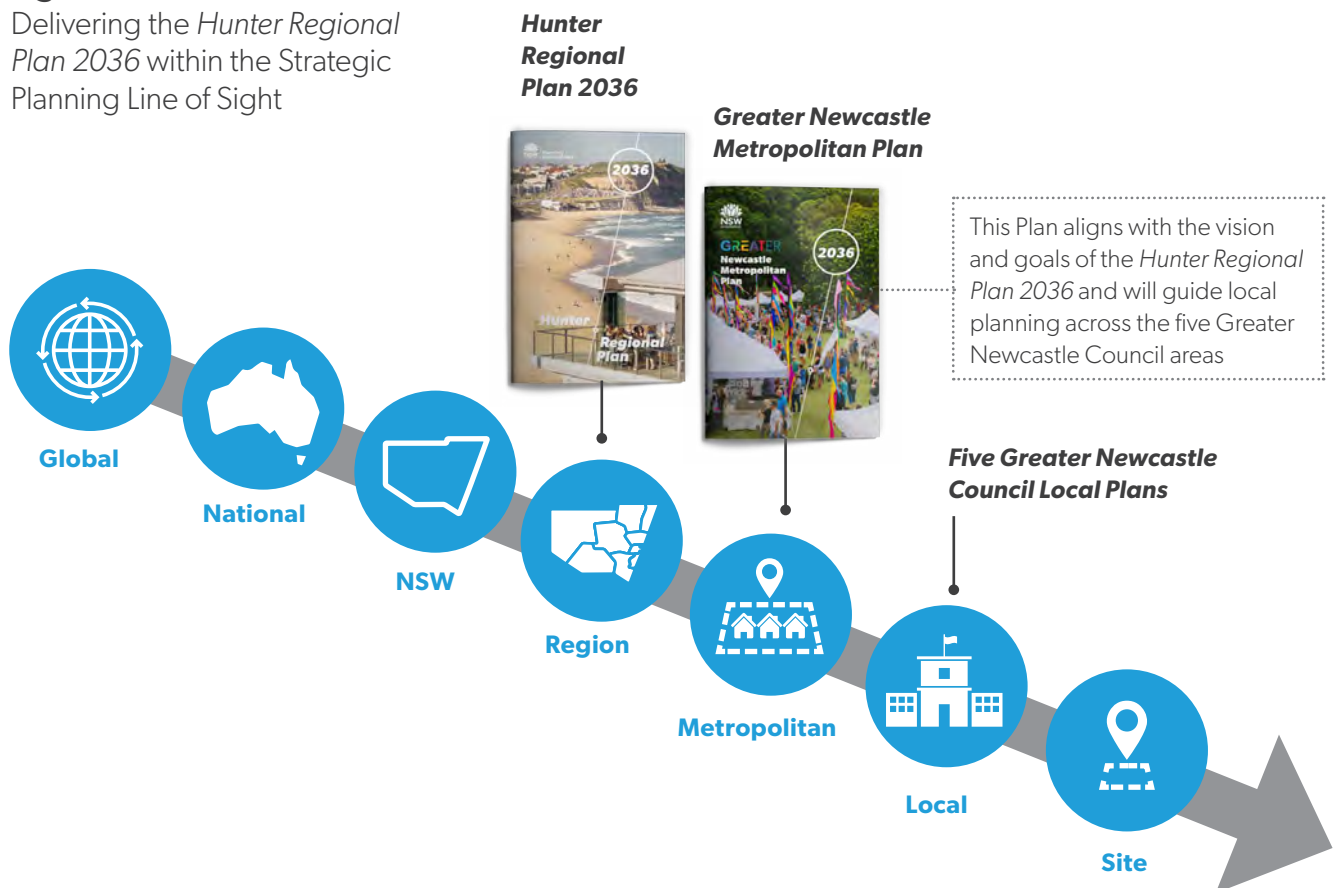 Delivering the Hunter Regional
Plan 2036 within the Strategic
Planning Line of Sight
Hunter
Regional
Plan 2036
Greater Newcastle
Metropolitan Plan
2036
Hunter
Regional
Plan
NSW
GREATER
Newcastle
Metropolitan
Plan
2036
This Plan aligns with the vision
and goals of the Hunter Regional
Plan 2036 and will guide local
planning across the five Greater
Newcastle Council areas
Five Greater Newcastle
Council Local Plans
Global
National
NSW
Region
Metropolitan
Local
Site